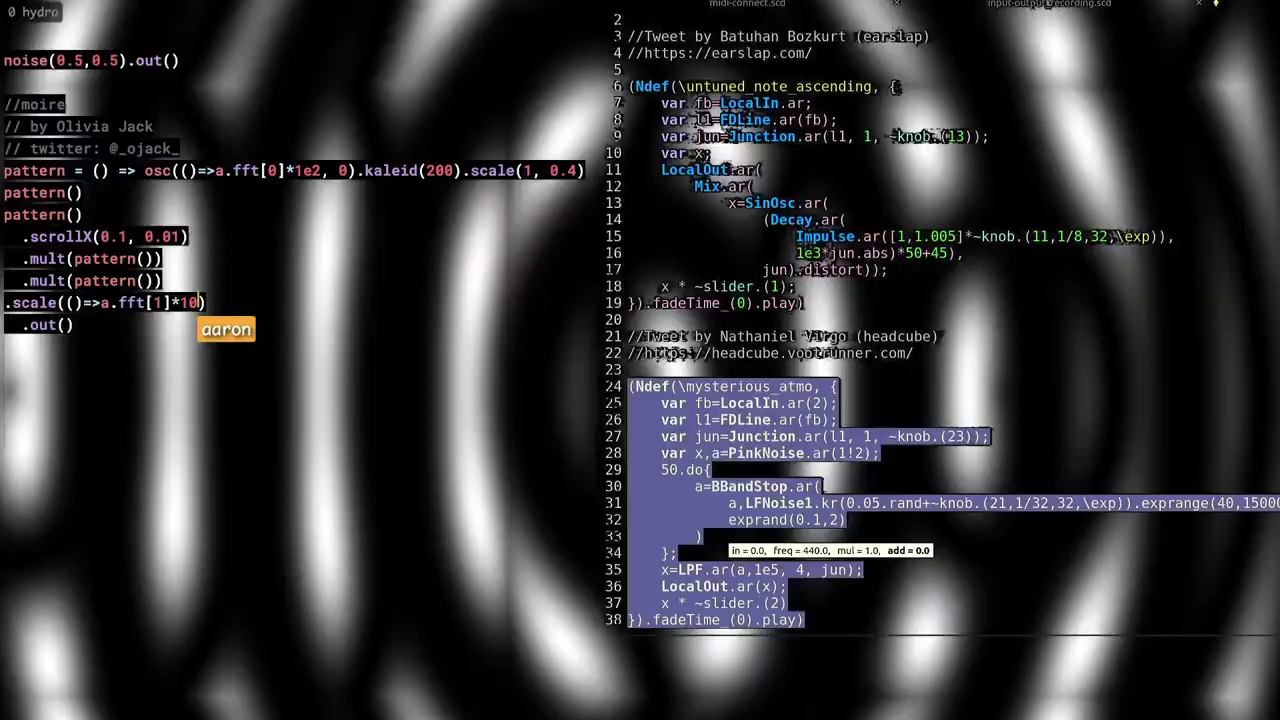 0 hydra
noise(0.5,0.5).out()
//moire
// by Olivia Jack
// twitter: @_ojack_
pattern = () => osc(()=>a.fft[0]*1e2, 0).kaleid(200).scale(1, 0.4)
pattern()
pattern()
.scrollX(0.1, 0.01)
.mult(pattern())
.mult(pattern())
.scale(()=>a.fft[1]*10)
.out()
aaron
midi-connect.scd
input-output_recording.scd
2
3 //Tweet by Batuhan Bozkurt (earslap)
4 //https://earslap.com/
5
6 (Ndef(\untuned_note_ascending, {
7 var fb=LocalIn.ar;
8 var l1=FDLine.ar(fb);
9 var jun=Junction.ar(l1, 1, ~knob.(13));
10 var x;
11 LocalOut.ar(
12 Mix.ar(
13 x=SinOsc.ar(
14 (Decay.ar(
15 Impulse.ar([1,1.005]*~knob.(11,1/8,32,\exp)),
16 1e3*jun.abs)*50+45),
17 jun).distort));
18 x * ~slider.(1);
19 }).fadeTime_(0).play)
20
21 //Tweet by Nathaniel Virgo (headcube)
22 //https://headcube.vootrunner.com/
23
24 (Ndef(\mysterious_atmo, {
25 var fb=LocalIn.ar(2);
26 var l1=FDLine.ar(fb);
27 var jun=Junction.ar(l1, 1, ~knob.(23));
28 var x,a=PinkNoise.ar(1!2);
29 50.do{
30 a=BBandStop.ar(
31 a,LFNoise1.kr(0.05.rand+~knob.(21,1/32,32,\exp)).exprange(40,15000
32 exprand(0.1,2)
33 )
in = 0.0, freq = 440.0, mul = 1.0, add = 0.0
34 };
35 x=LPF.ar(a,1e5, 4, jun);
36 LocalOut.ar(x);
37 x * ~slider.(2)
38 }).fadeTime_(0).play)